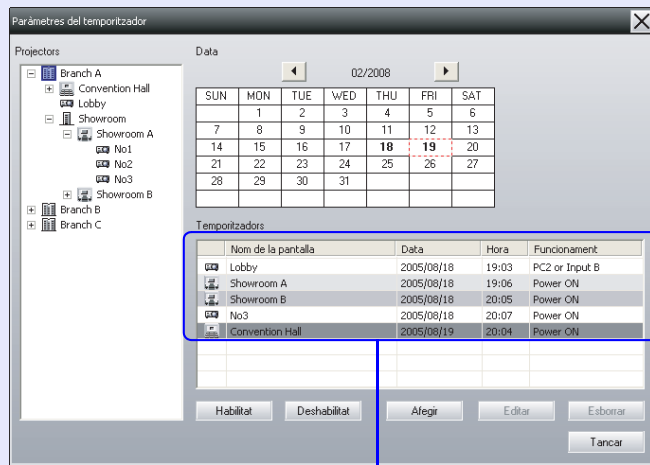 Paràmetres del temporitzador
Projectors
Branch A
Convention Hall
Lobby
Showroom
Showroom A
No1
No2
No3
Showroom B
Branch B
Branch C
Data
02/2008
SUN MON TUE WED THU FRI SAT
1 2 3 4 5 6
7 8 9 10 11 12 13
14 15 16 17 18 19 20
21 22 23 24 25 26 27
28 29 30 31
Temporitzadors
Nom de la pantalla Data Hora Funcionament
Lobby 2005/08/18 19:03 PC2 or Input B
Showroom A 2005/08/18 19:06 Power ON
Showroom B 2005/08/18 20:05 Power ON
No3 2005/08/18 20:07 Power ON
Convention Hall 2005/08/19 20:04 Power ON
Habilitat Deshabilitat Afegir Editar Esborrar
Tancar